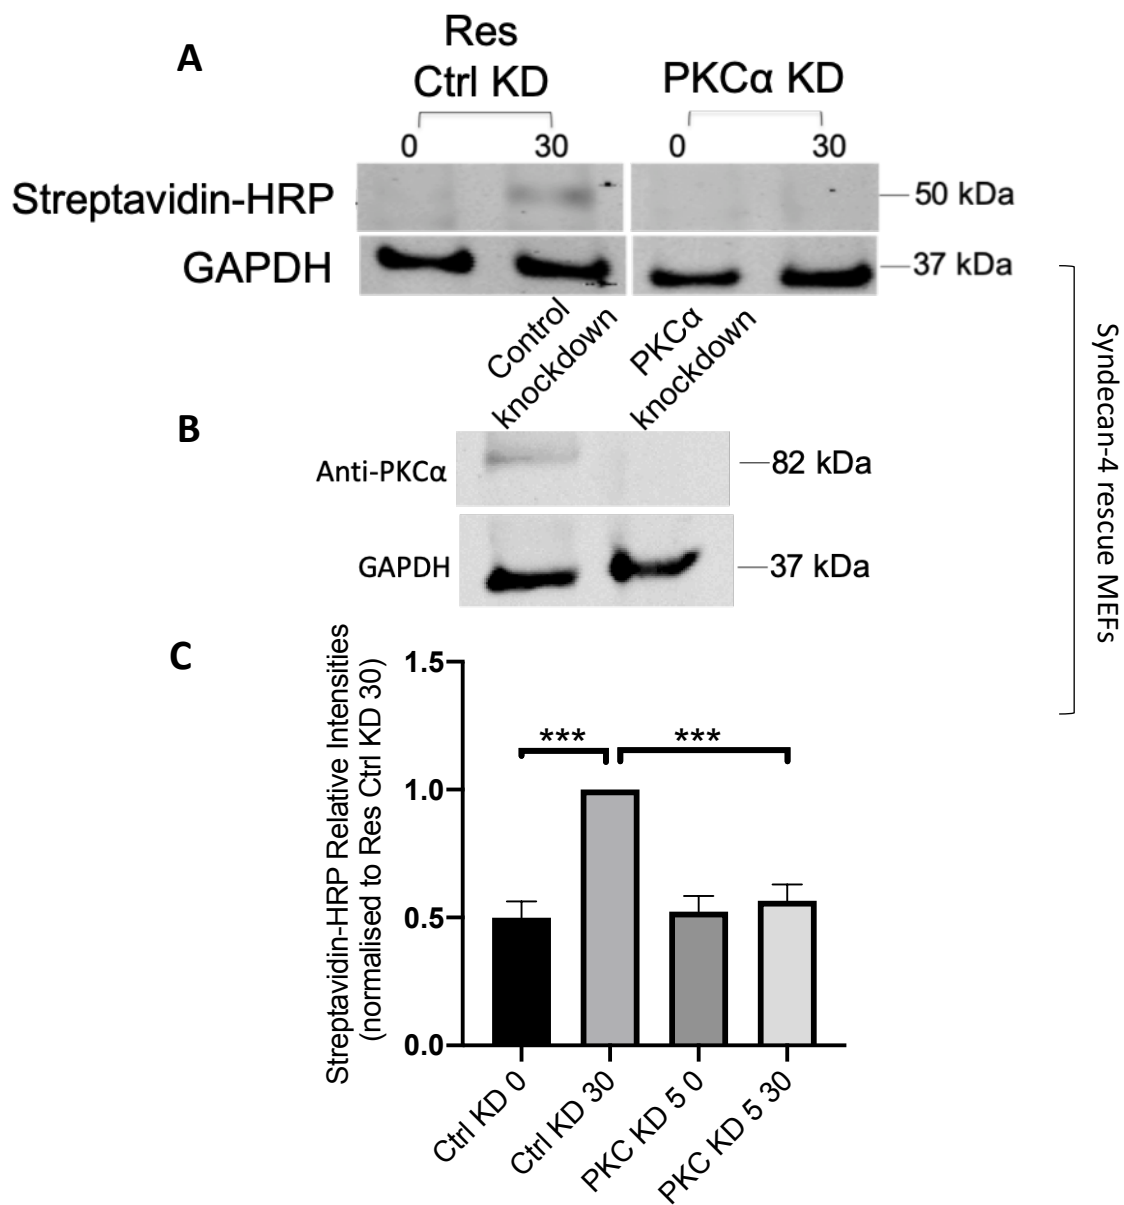 A
Res
Ctrl KD
PKCα KD
0 30 0 30
Streptavidin-HRP
50 kDa
GAPDH
37 kDa
Control
knockdown
PKCα
knockdown
B
Anti-PKCα
82 kDa
GAPDH
37 kDa
Syndecan-4 rescue MEFs
C
Streptavidin-HRP Relative Intensities
(normalised to Res Ctrl KD 30)
1.5
1.0
0.5
0.0
*** ***
Ctrl KD 0
Ctrl KD 30
PKC KD 5 0
PKC KD 5 30